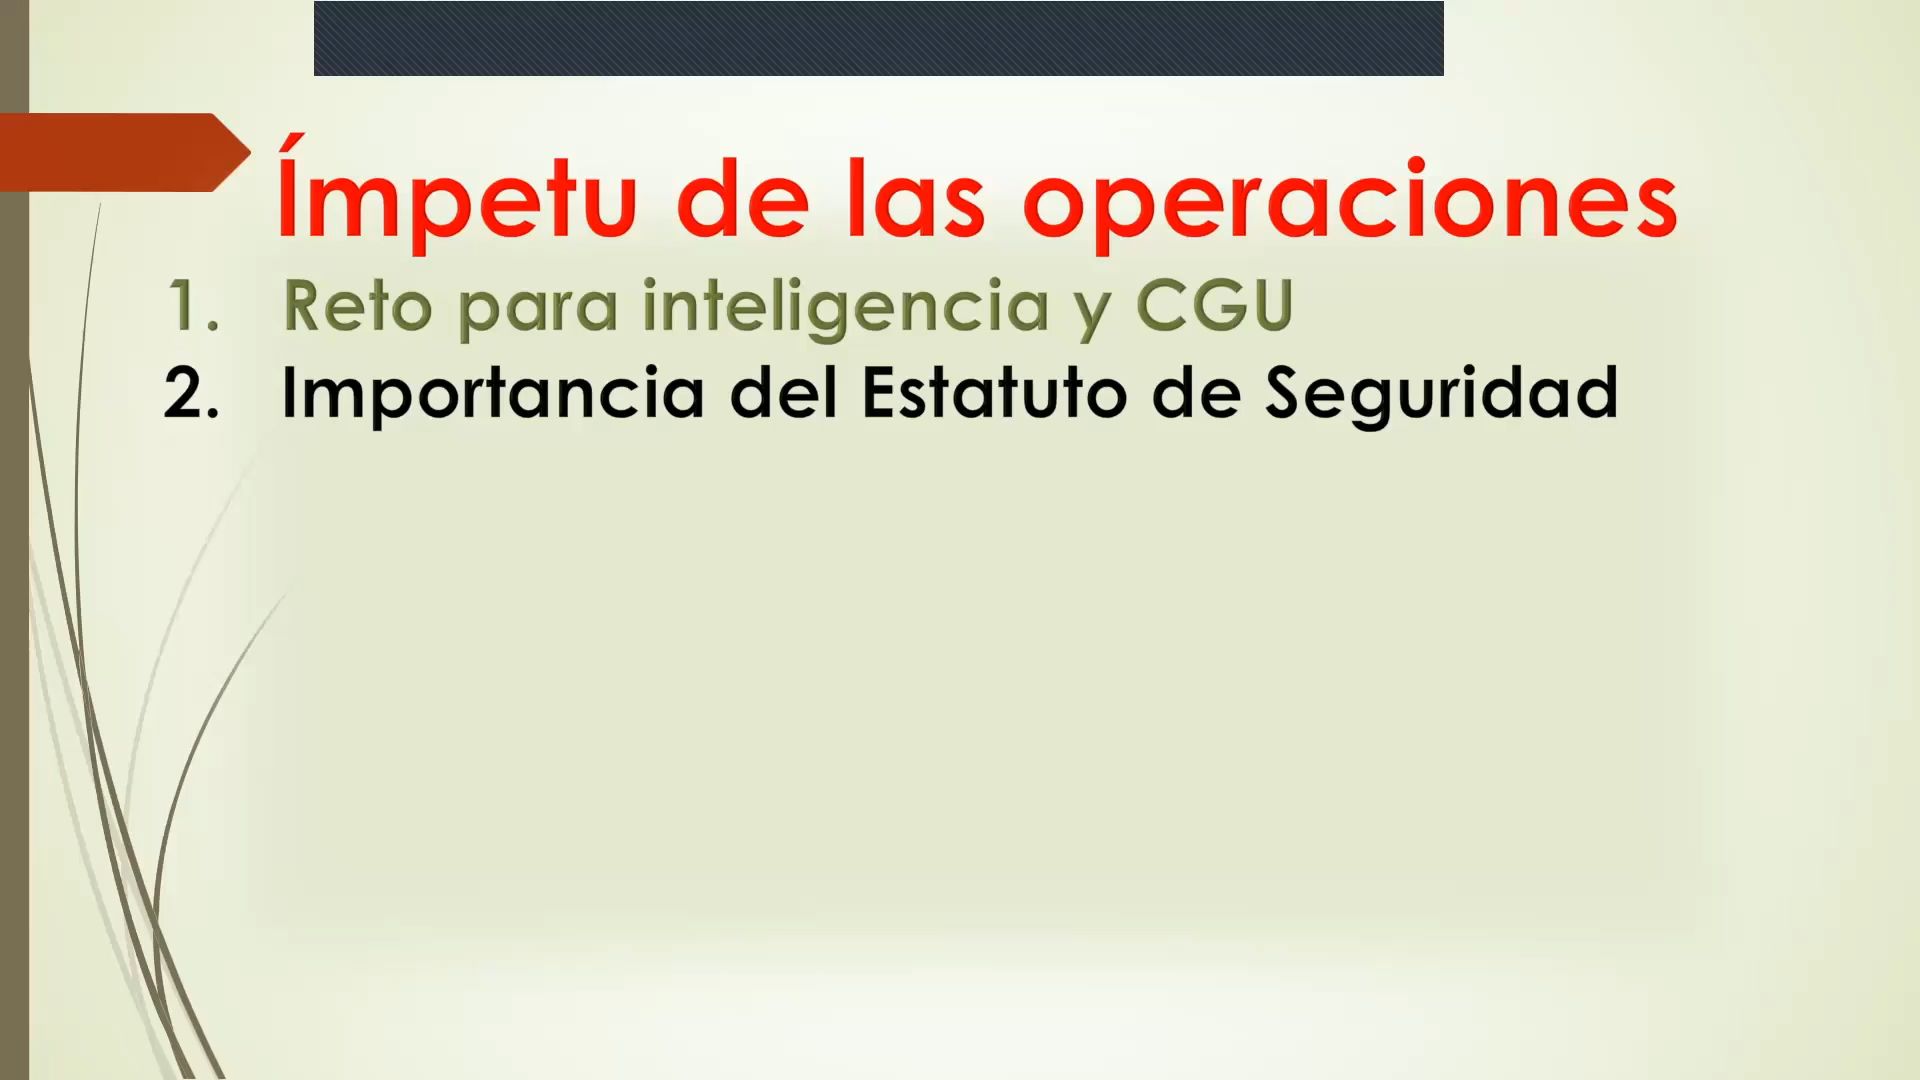 Ímpetu de las operaciones
1. Reto para inteligencia y CGU
2. Importancia del Estatuto de Seguridad